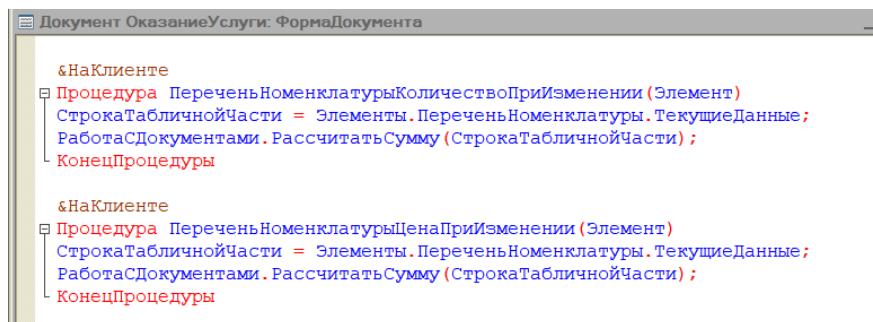 Документ ОказаниеУслуги: ФормаДокумента
&НаКлиенте
Процедура ПереченьНоменклатурыКоличествоПриИзменении(Элемент)
СтрокаТабличнойЧасти = Элементы.ПереченьНоменклатуры.ТекущиеДанные;
РаботаСДокументами.РассчитатьСумму(СтрокаТабличнойЧасти);
КонецПроцедуры
&НаКлиенте
Процедура ПереченьНоменклатурыЦенаПриИзменении(Элемент)
СтрокаТабличнойЧасти = Элементы.ПереченьНоменклатуры.ТекущиеДанные;
РаботаСДокументами.РассчитатьСумму(СтрокаТабличнойЧасти);
КонецПроцедуры